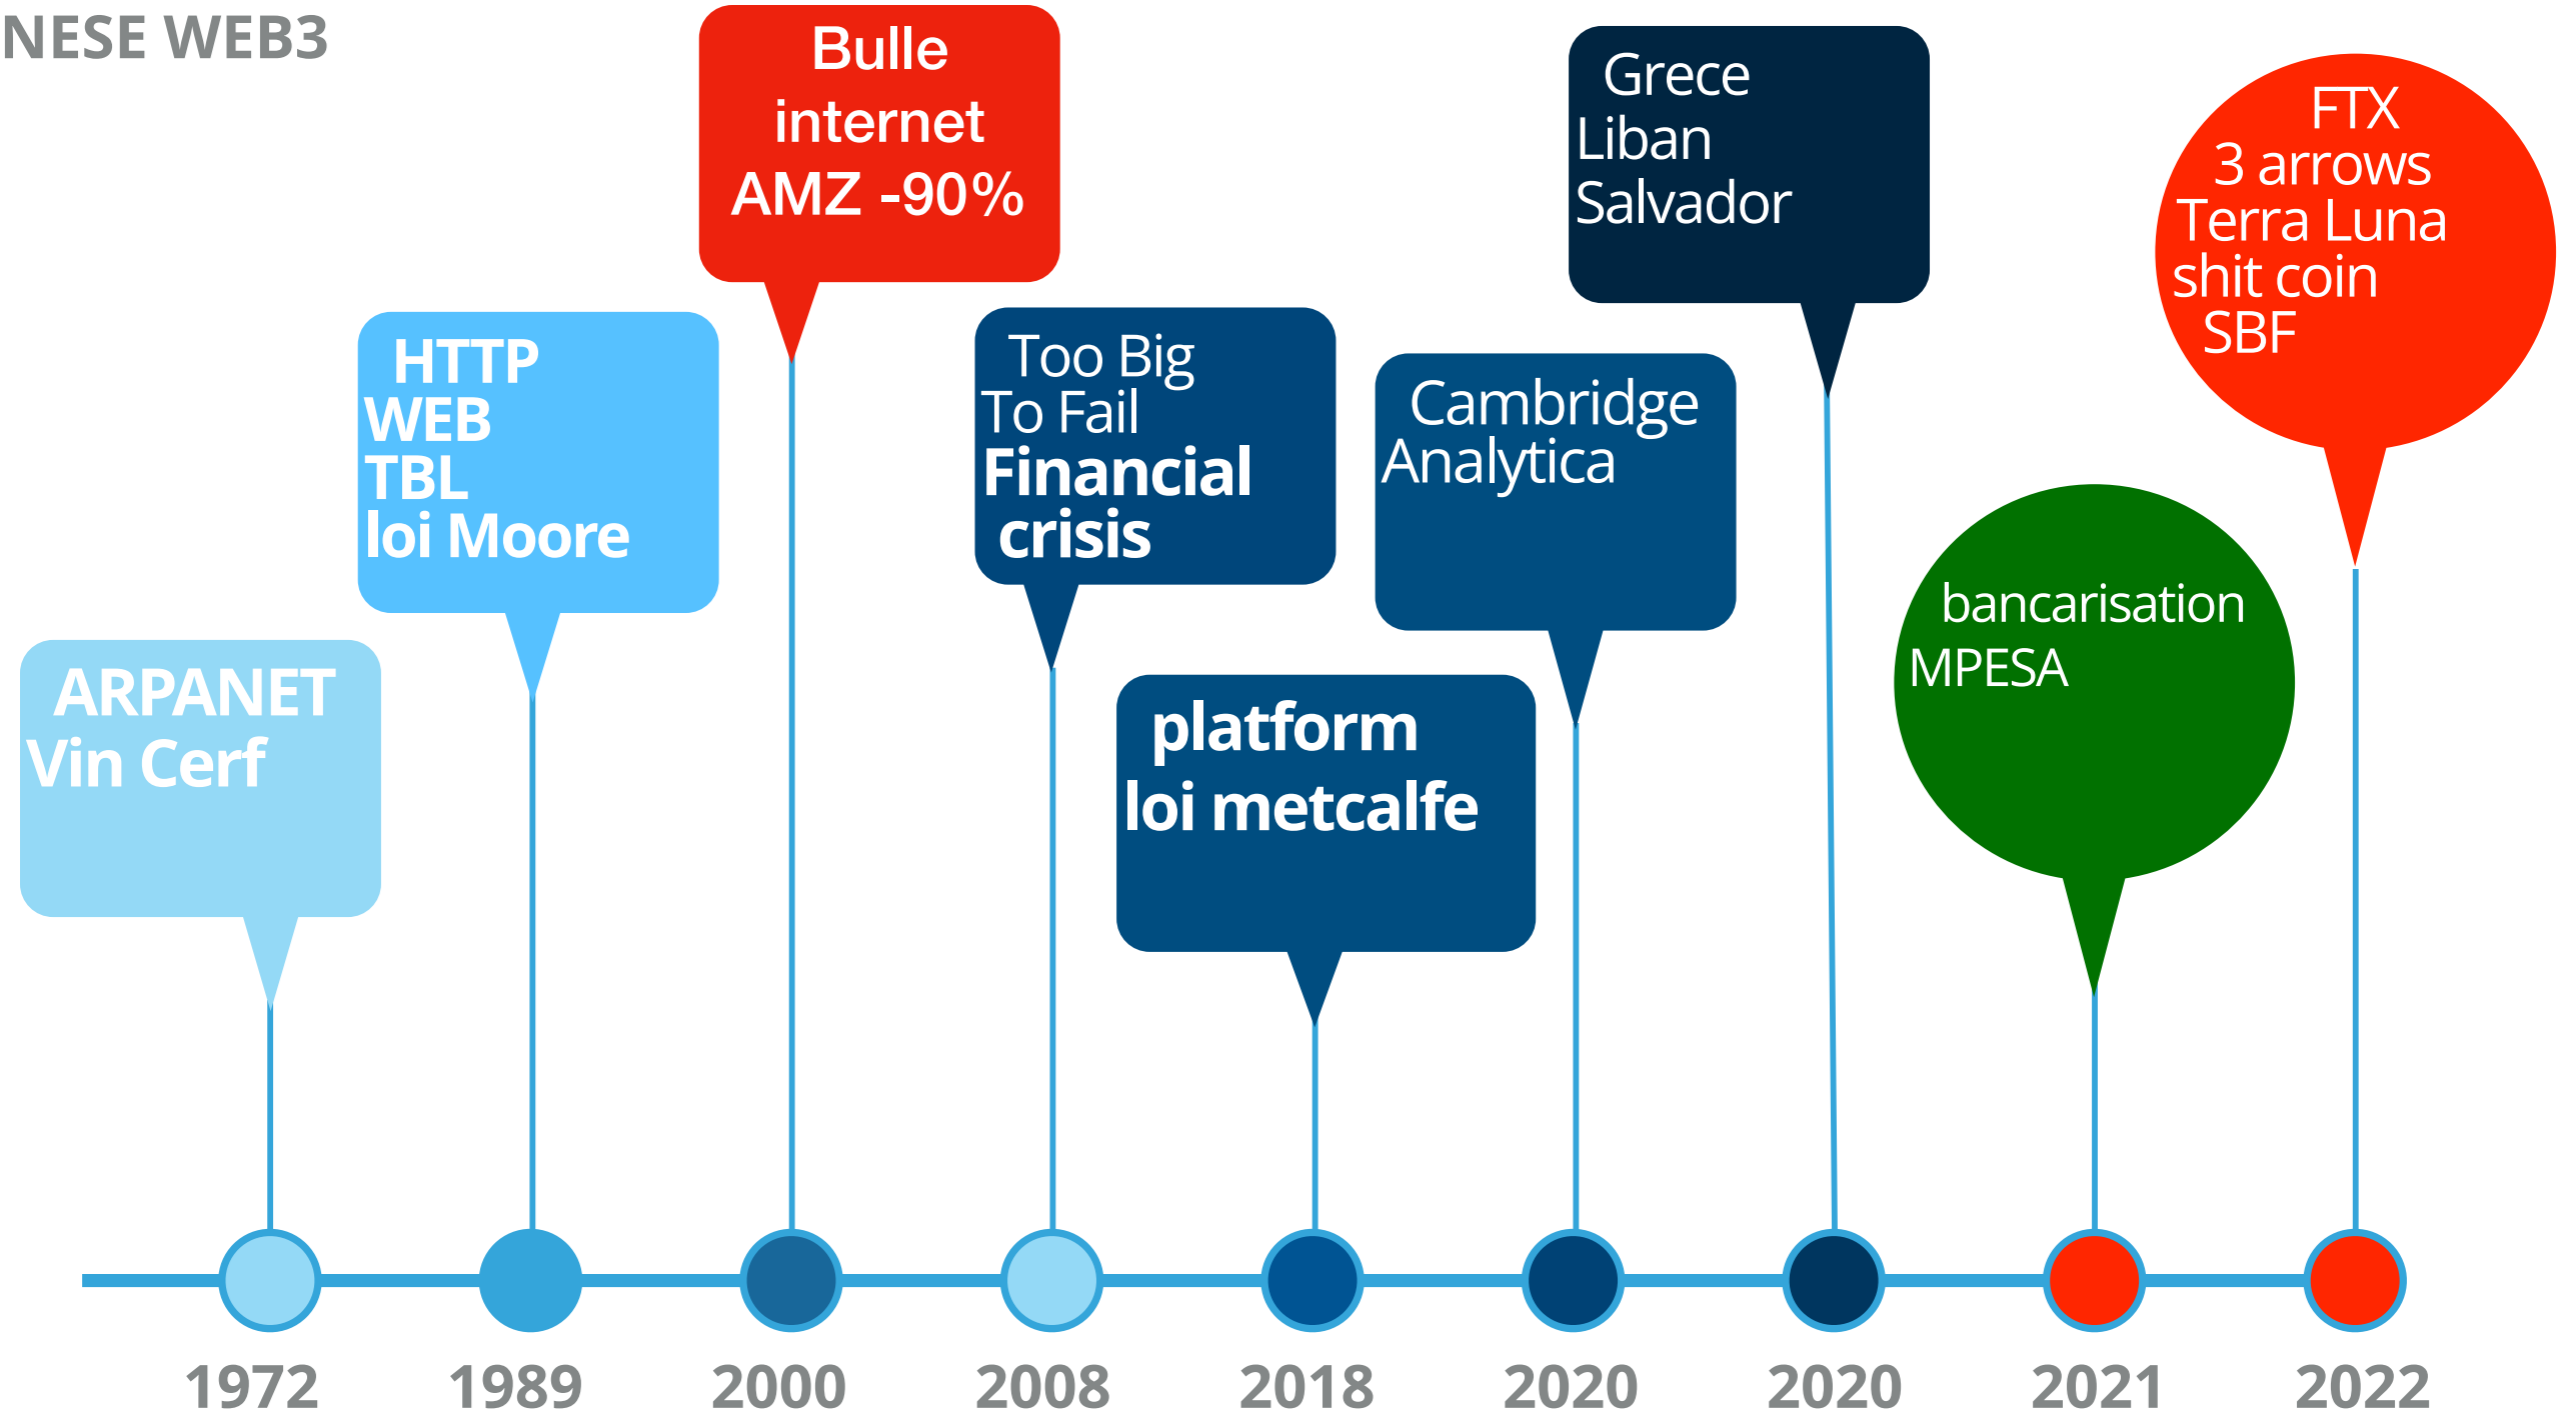 NESE WEB3
ARPANET
Vin Cerf
HTTP
WEB
TBL
loi Moore
Bulle
internet
AMZ -90%
Too Big
To Fail
Financial
crisis
platform
loi metcalfe
Cambridge
Analytica
Grece
Liban
Salvador
bancarisation
MPESA
FTX
3 arrows
Terra Luna
shit coin
SBF
1972
1989
2000
2008
2018
2020
2020
2021
2022